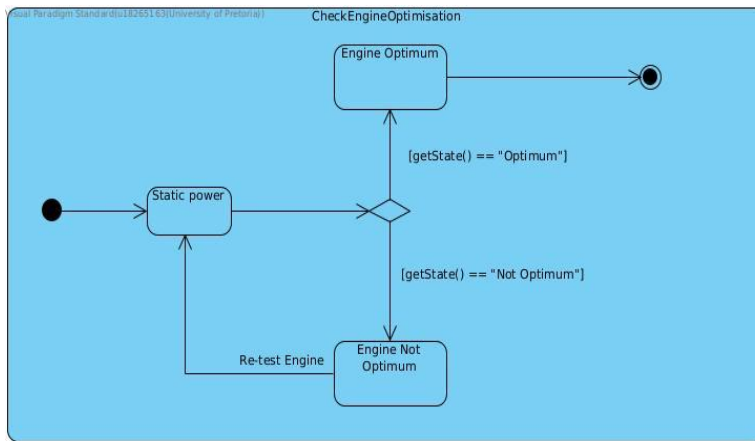 Visual Paradigm Standard(u18265163(University of Pretoria))
CheckEngineOptimisation
Engine Optimum
[getState() == "Optimum"]
Static power
[getState() == "Not Optimum"]
Engine Not
Optimum
Re-test Engine